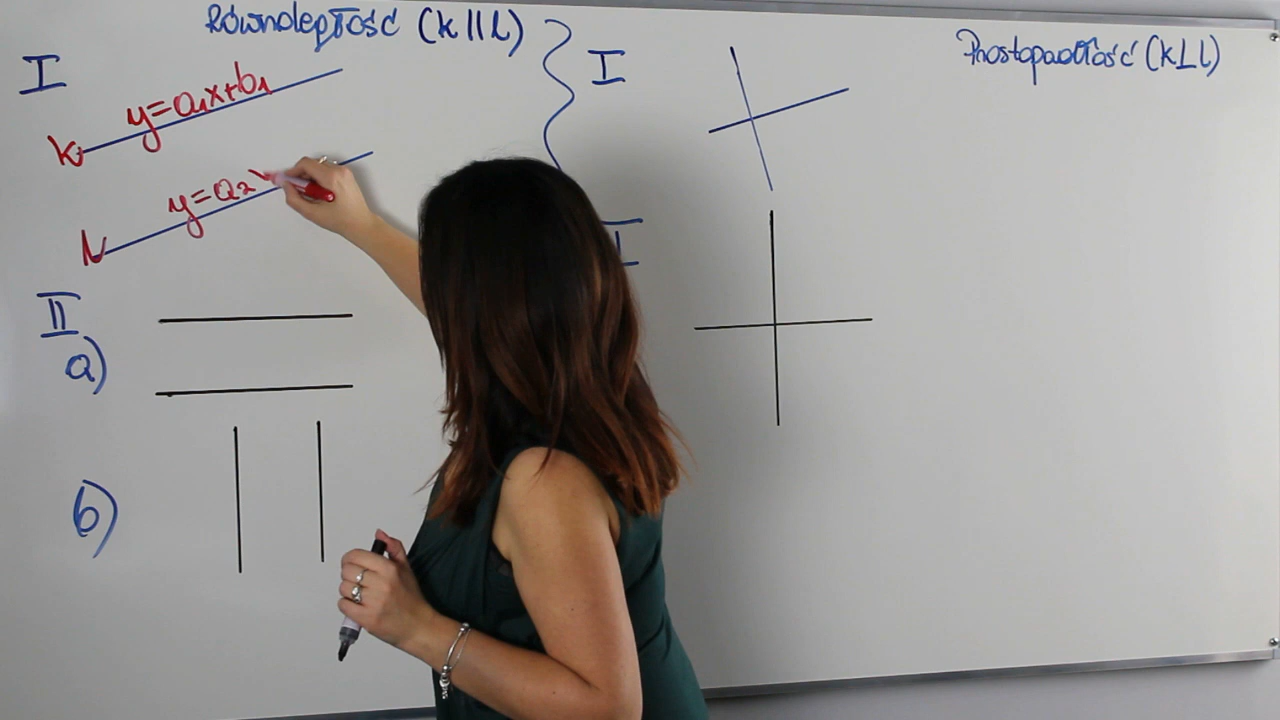 Równoległość (k || l)
I
k y=a₁x+b₁
y=a₂x
II
a)
b)
I
Prostopadłość (k⊥l)